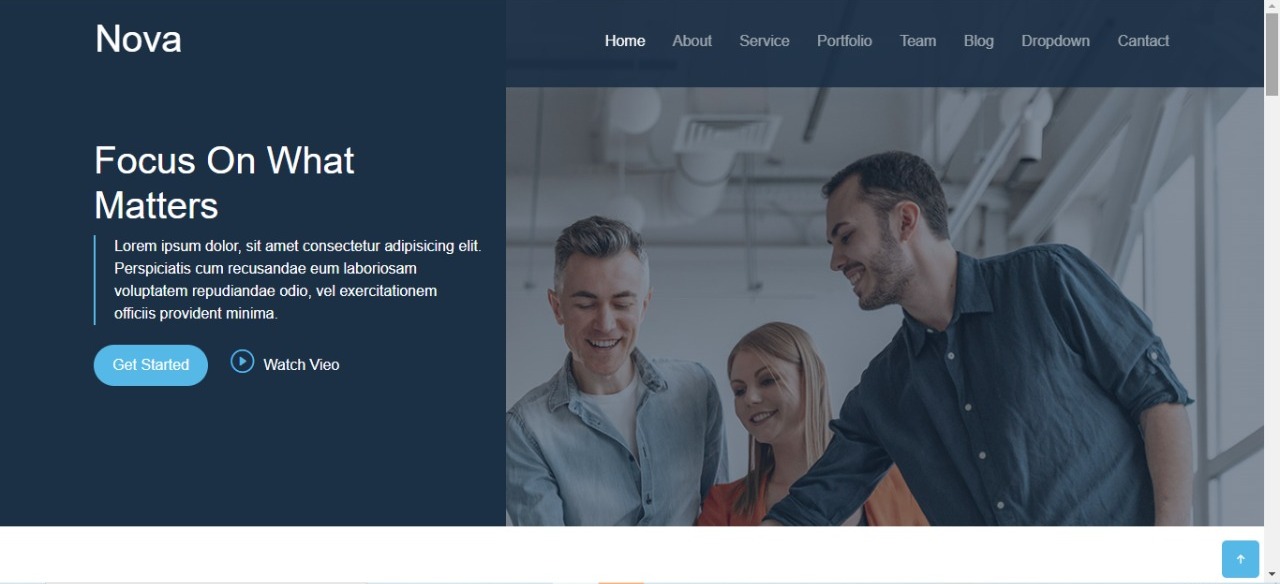 Nova
Home About Service Portfolio Team Blog Dropdown Cantact
Focus On What
Matters
Lorem ipsum dolor, sit amet consectetur adipisicing elit.
Perspiciatis cum recusandae eum laboriosam
voluptatem repudiandae odio, vel exercitationem
officiis provident minima.
Get Started Watch Vieo